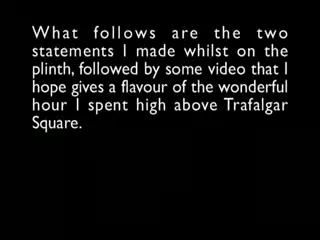 What follows are the two
statements I made whilst on the
plinth, followed by some video that I
hope gives a flavour of the wonderful
hour I spent high above Trafalgar
Square.